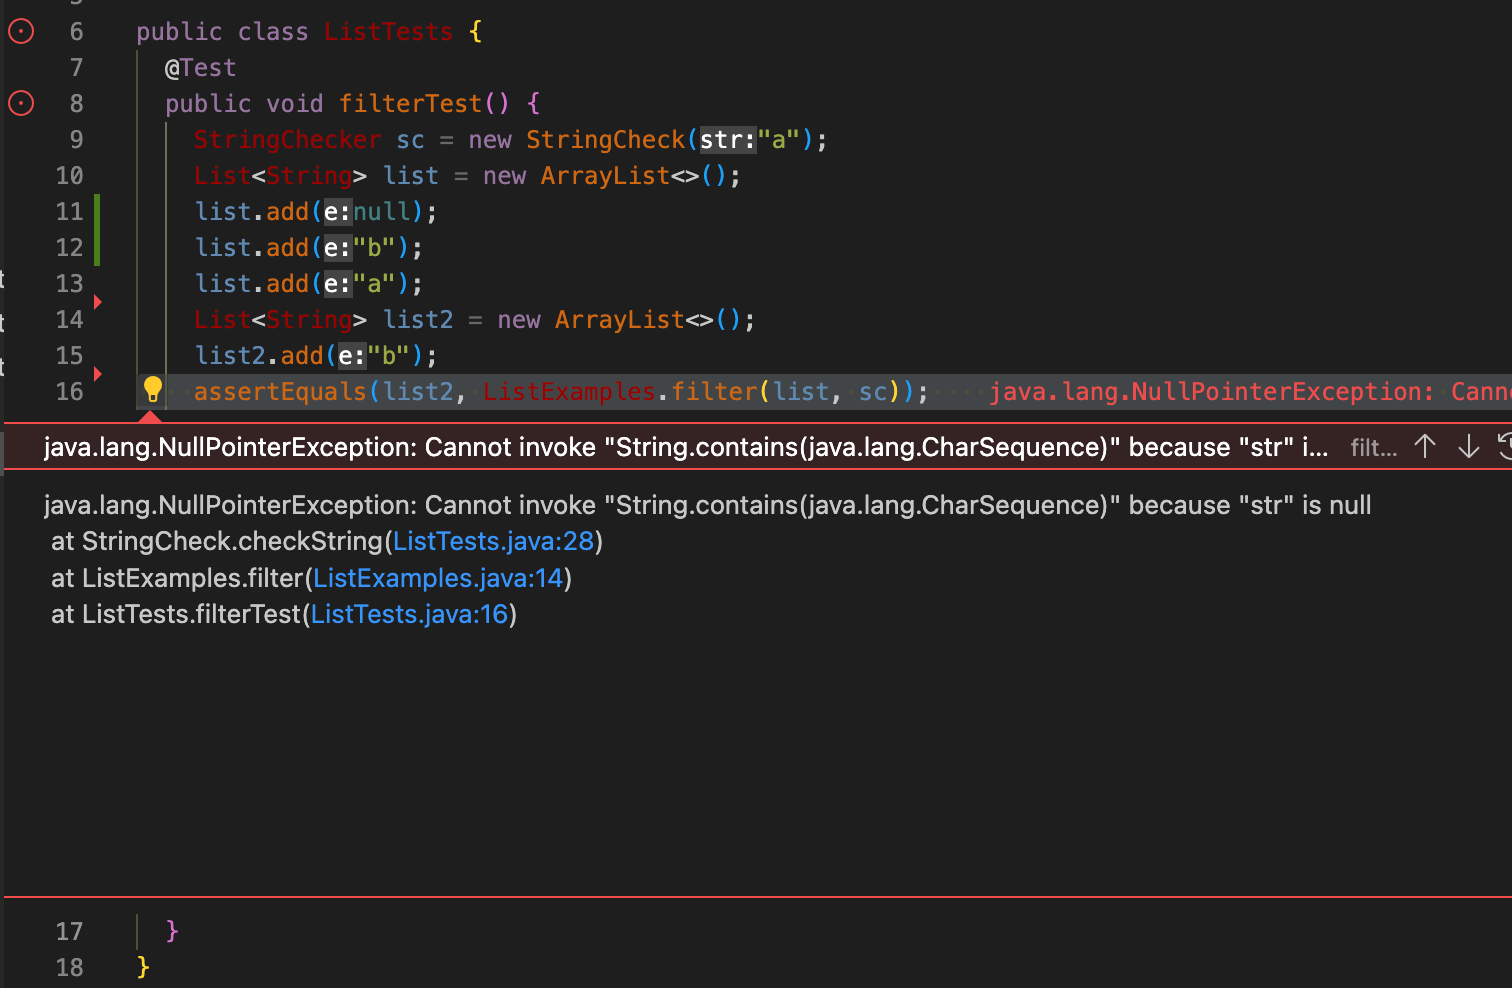 6 public class ListTests {
7 @Test
8 public void filterTest() {
9 StringChecker sc = new StringCheck(str:"a");
10 List<String> list = new ArrayList<>();
11 list.add(e:null);
12 list.add(e:"b");
13 list.add(e:"a");
14 List<String> list2 = new ArrayList<>();
15 list2.add(e:"b");
16 assertEquals(list2, ListExamples.filter(list, sc)); java.lang.NullPointerException: Canno
java.lang.NullPointerException: Cannot invoke "String.contains(java.lang.CharSequence)" because "str" i... filt...
java.lang.NullPointerException: Cannot invoke "String.contains(java.lang.CharSequence)" because "str" is null
at StringCheck.checkString(ListTests.java:28)
at ListExamples.filter(ListExamples.java:14)
at ListTests.filterTest(ListTests.java:16)
17 }
18 }